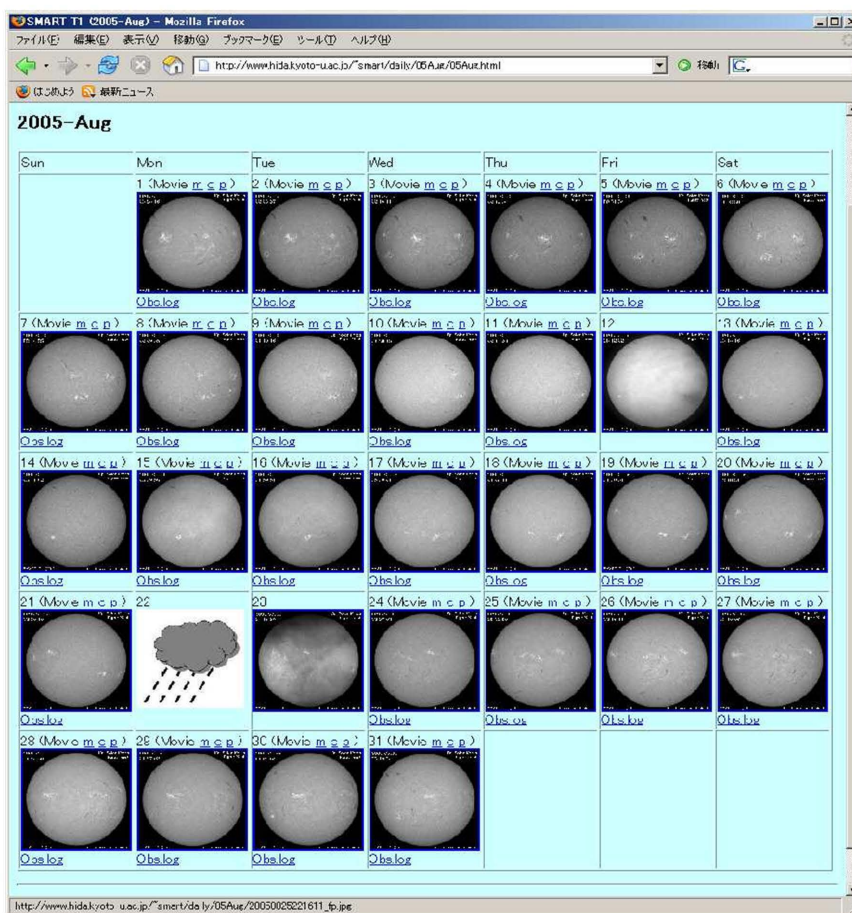 SMART T1 (2005-Aug) - Mozilla Firefox
ファイル(F) 編集(E) 表示(V) 移動(G) ブックマーク(B) ツール(T) ヘルプ(H)
http://www.hida.kyoto-u.ac.jp/~smart/daily/05Aug/05Aug.html 移動 G
はじめよう 最新ニュース
2005-Aug
Sun Mon Tue Wed Thu Fri Sat
1 (Movie m c p) 2 (Movie m c p) 3 (Movie m c p) 4 (Movie m c p) 5 (Movie m c p) 6 (Movie m c p)
Obs.log Obs.log Obs.log Obs.log Obs.log Obs.log
7 (Movie m c p) 8 (Movie m c p) 9 (Movie m c p) 10 (Movie m c p) 11 (Movie m c p) 12 13 (Movie m c p)
Obs.log Obs.log Obs.log Obs.log Obs.log Obs.log
14 (Movie m c p) 15 (Movie m c p) 16 (Movie m c p) 17 (Movie m c p) 18 (Movie m c p) 19 (Movie m c p) 20 (Movie m c p)
Obs.log Obs.log Obs.log Obs.log Obs.log Obs.log Obs.log
21 (Movie m c p) 22 23 24 (Movie m c p) 25 (Movie m c p) 26 (Movie m c p) 27 (Movie m c p)
Obs.log Obs.log Obs.log Obs.log Obs.log
28 (Movie m c p) 29 (Movie m c p) 30 (Movie m c p) 31 (Movie m c p)
Obs.log Obs.log Obs.log Obs.log